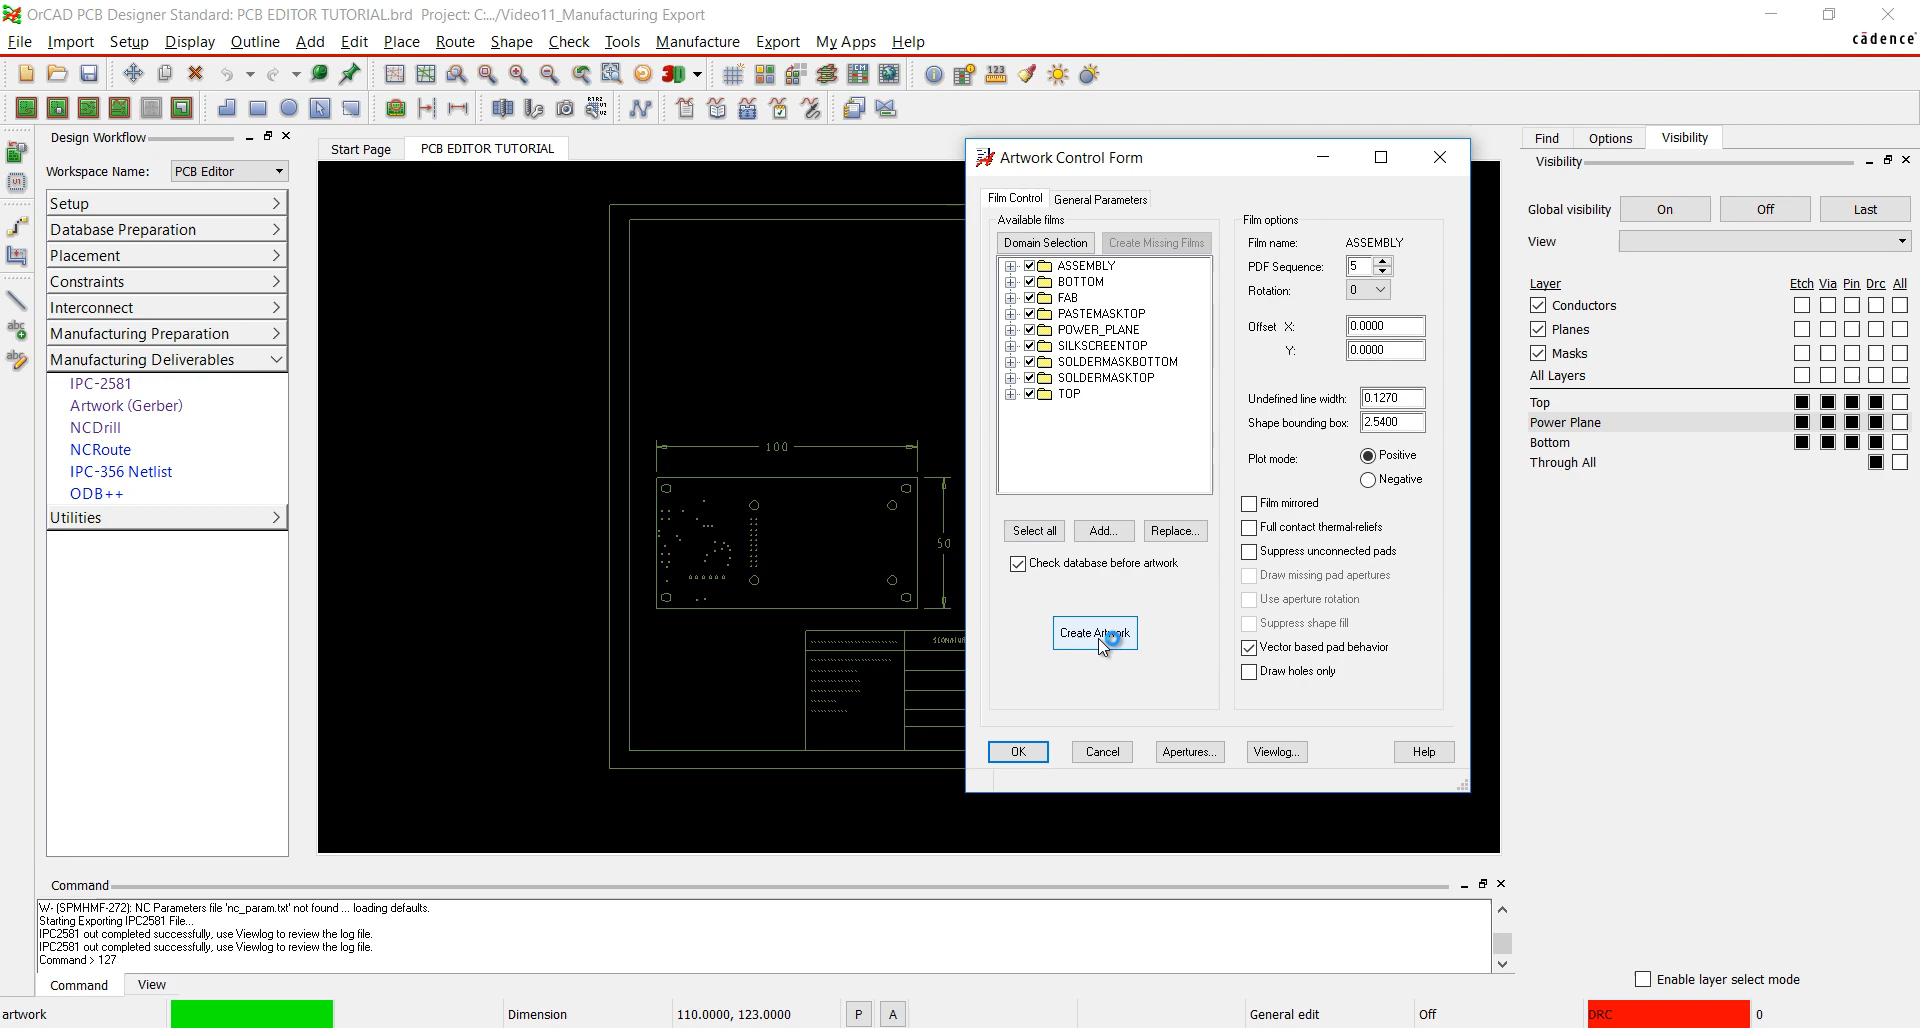 OrCAD PCB Designer Standard: PCB EDITOR TUTORIAL.brd Project: C:.../Video11_Manufacturing Export
File Import Setup Display Outline Add Edit Place Route Shape Check Tools Manufacture Export My Apps Help
cādence
Design Workflow
Workspace Name: PCB Editor
Setup
Database Preparation
Placement
Constraints
Interconnect
Manufacturing Preparation
Manufacturing Deliverables
IPC-2581
Artwork (Gerber)
NCDrill
NCRoute
IPC-356 Netlist
ODB++
Utilities
Start Page
PCB EDITOR TUTORIAL
100
50
Artwork Control Form
Film Control General Parameters
Available films
Domain Selection Create Missing Films
ASSEMBLY
BOTTOM
FAB
PASTEMASKTOP
POWER_PLANE
SILKSCREENTOP
SOLDERMASKBOTTOM
SOLDERMASKTOP
TOP
Select all Add... Replace...
Check database before artwork
Create Artwork
Film options
Film name: ASSEMBLY
PDF Sequence: 5
Rotation: 0
Offset X: 0.0000
Y: 0.0000
Undefined line width: 0.1270
Shape bounding box: 2.5400
Plot mode: Positive
Negative
Film mirrored
Full contact thermal-reliefs
Suppress unconnected pads
Draw missing pad apertures
Use aperture rotation
Suppress shape fill
Vector based pad behavior
Draw holes only
OK Cancel Apertures... Viewlog... Help
Find Options Visibility
Visibility
Global visibility On Off Last
View
Layer Etch Via Pin Drc All
Conductors
Planes
Masks
All Layers
Top
Power Plane
Bottom
Through All
Enable layer select mode
Command
W- (SPMHMF-272): NC Parameters file 'nc_param.txt' not found ... loading defaults.
Starting Exporting IPC2581 File...
IPC2581 out completed successfully, use Viewlog to review the log file.
IPC2581 out completed successfully, use Viewlog to review the log file.
Command > 127
Command View
artwork Dimension 110.0000, 123.0000 P A General edit Off DRC 0